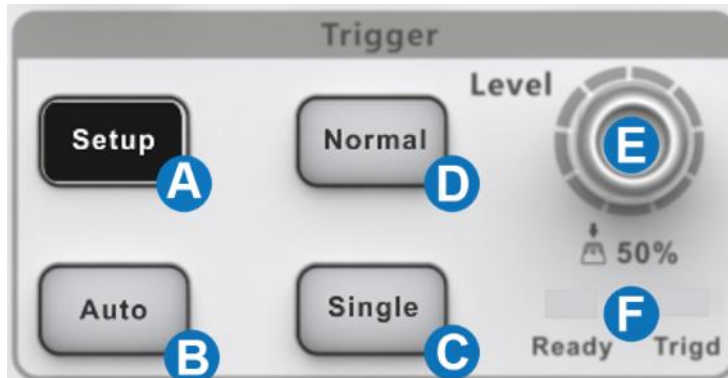 Trigger
Level
Setup
A
Normal
D
E
50%
Auto
B
Single
C
F
Ready
Trigd